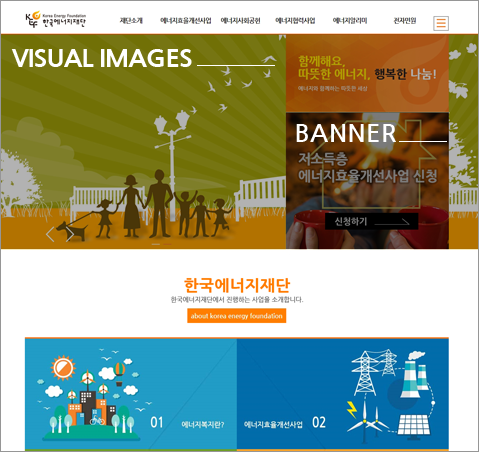 KEF Korea Energy Foundation
한국에너지재단
재단소개 에너지효율개선사업 에너지사회공헌 에너지협력사업 에너지알리미 전자민원
VISUAL IMAGES
함께해요,
따뜻한 에너지, 행복한 나눔!
에너지와 함께하는 따뜻한 세상
BANNER
저소득층
에너지효율개선사업 신청
신청하기
한국에너지재단
한국에너지재단에서 진행하는 사업을 소개합니다.
about korea energy foundation
01 에너지복지란?
에너지효율개선사업 02